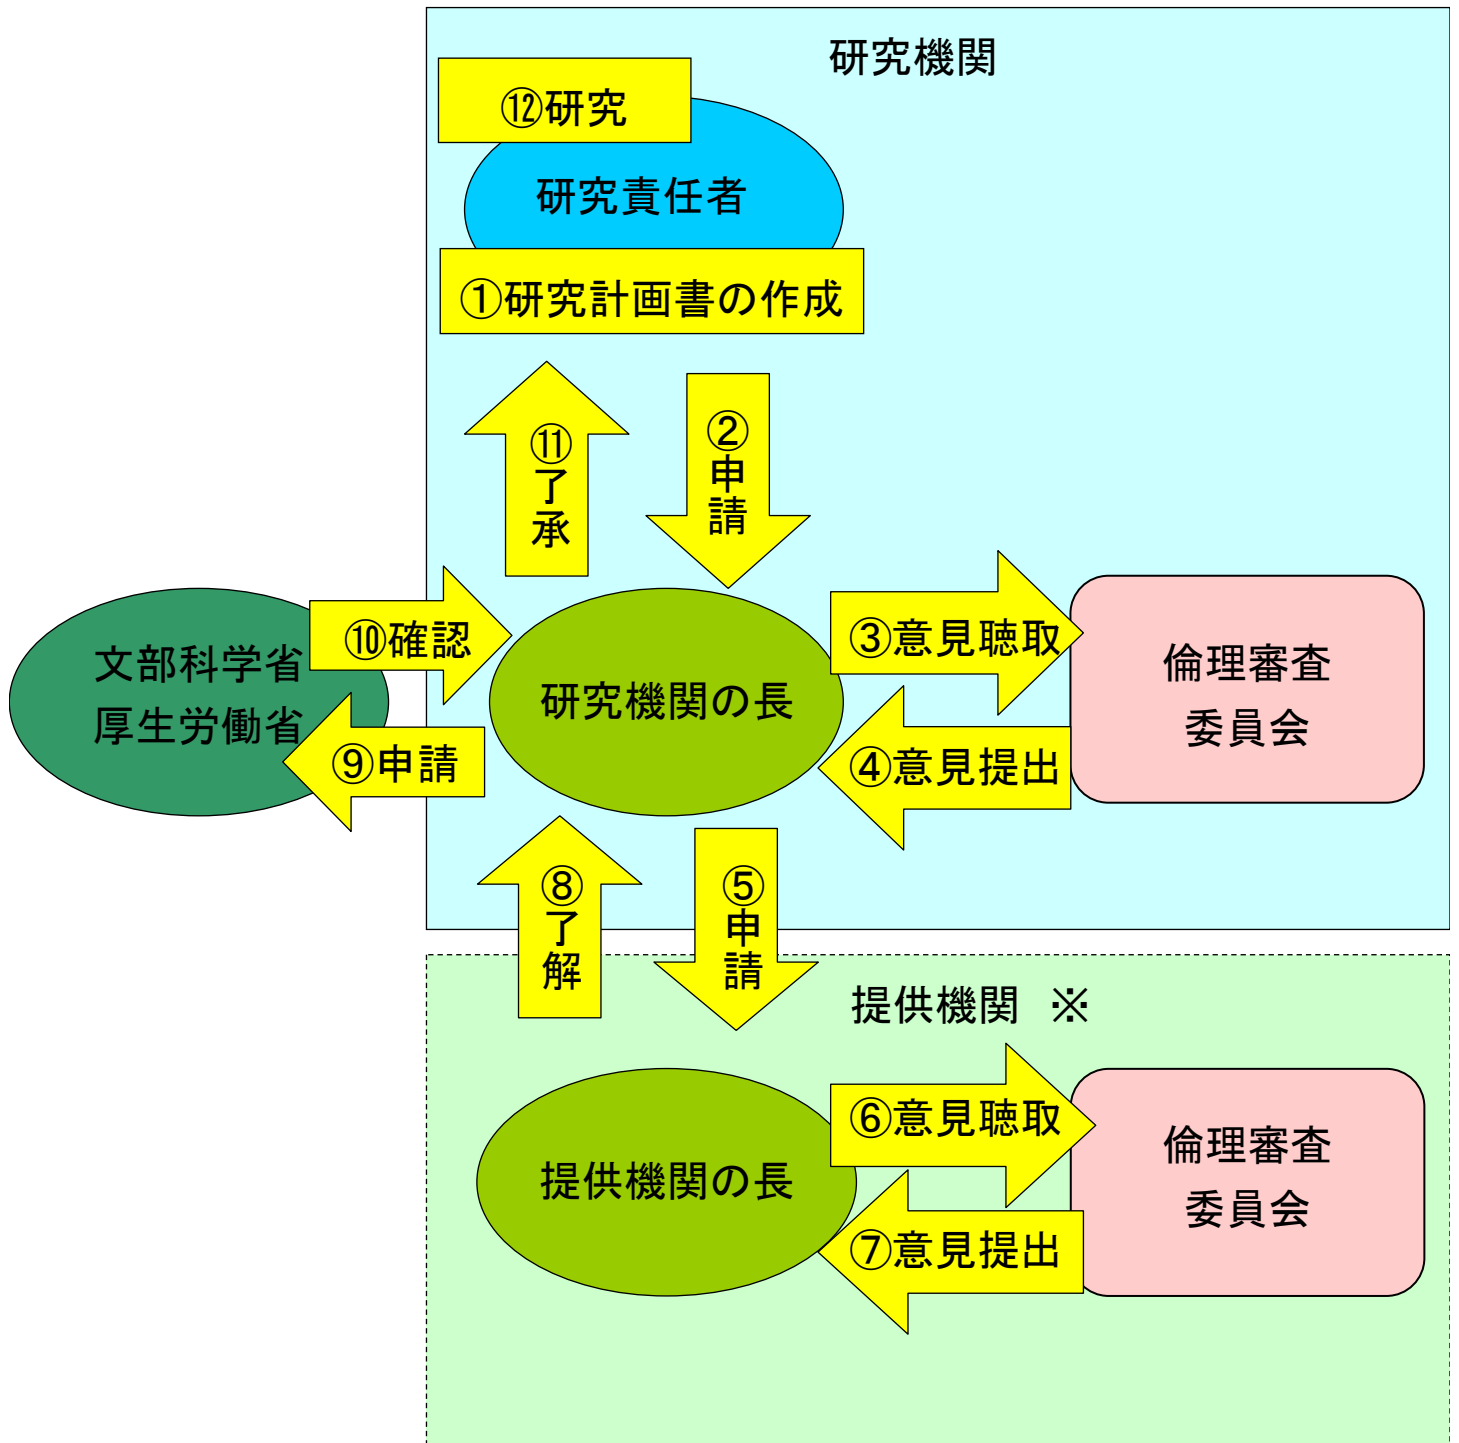 研究機関
⑫研究
研究責任者
①研究計画書の作成
⑪了承
②申請
文部科学省
厚生労働省
⑩確認
⑨申請
研究機関の長
③意見聴取
④意見提出
倫理審査
委員会
⑧了解
⑤申請
提供機関　※
提供機関の長
⑥意見聴取
⑦意見提出
倫理審査
委員会